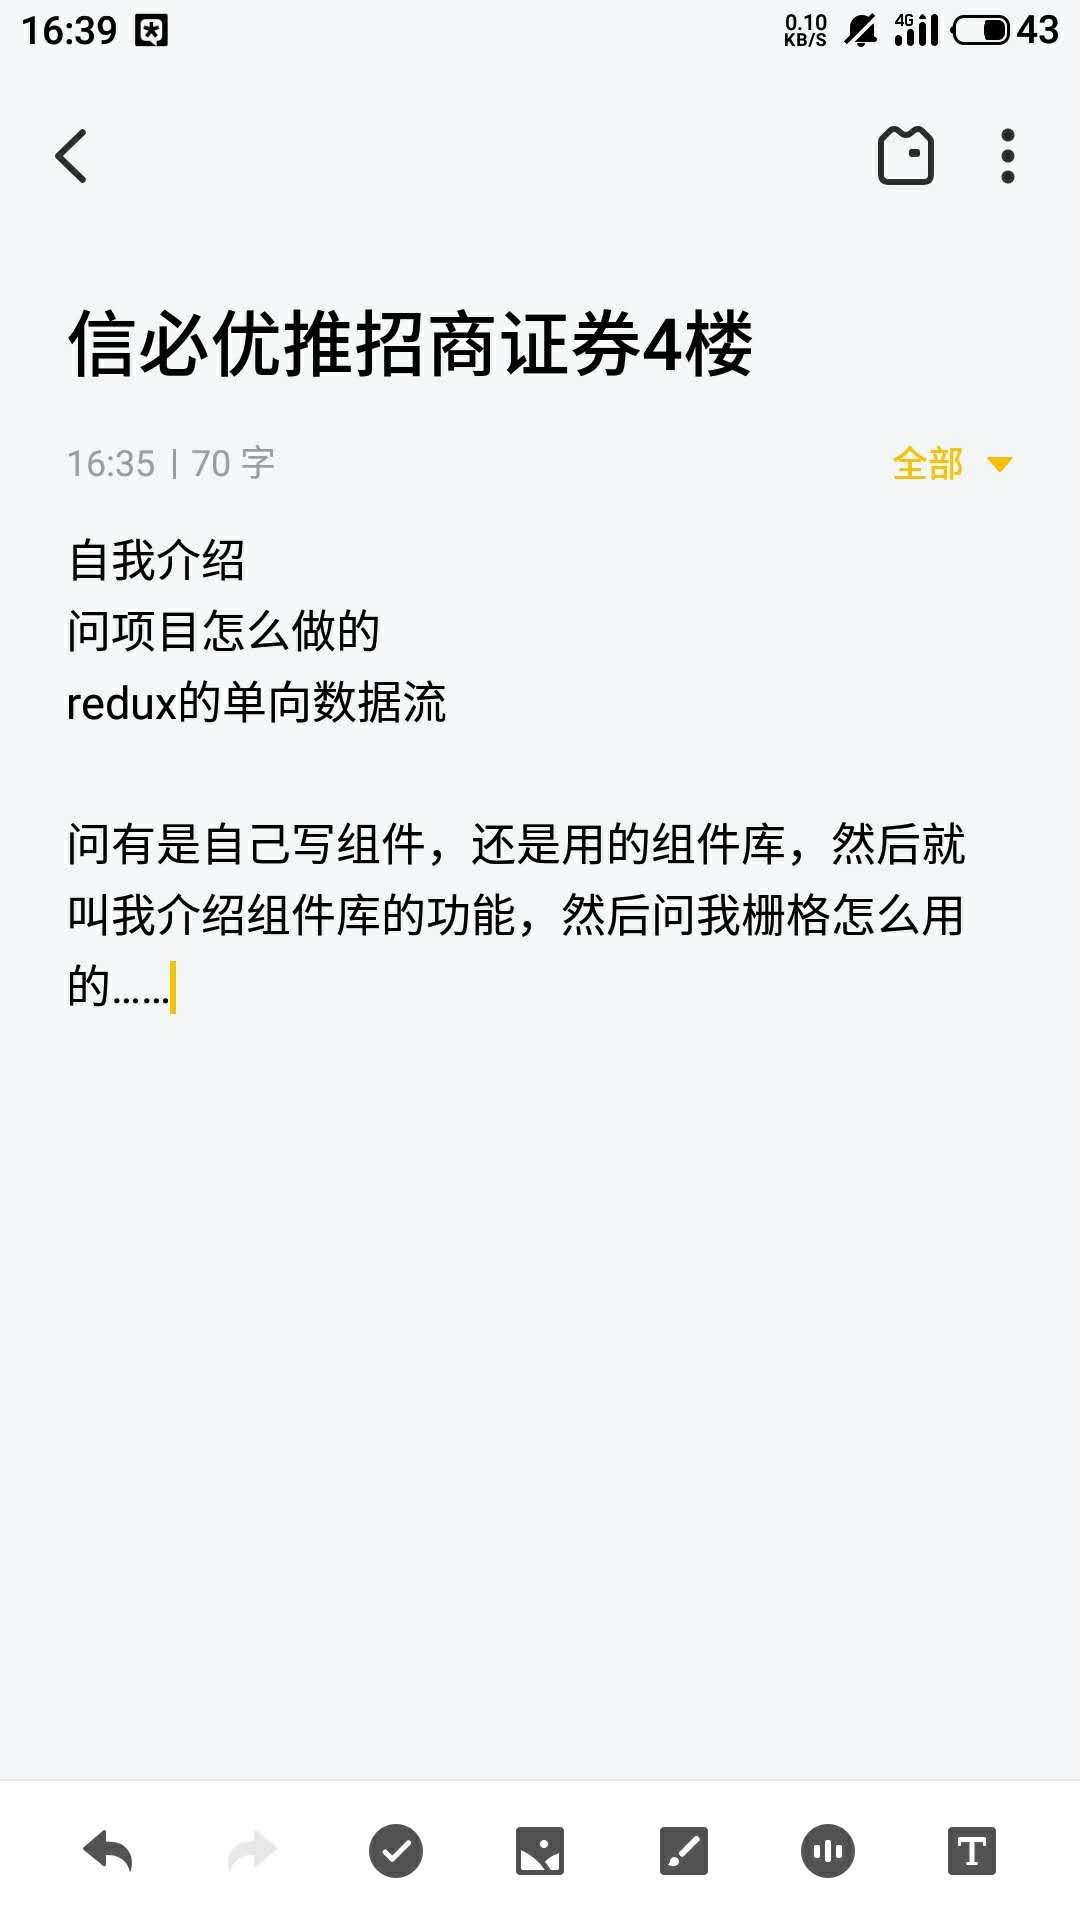 16:39
0.10 KB/S 4G 43
信必优推招商证券4楼
16:35 | 70 字 全部
自我介绍
问项目怎么做的
redux的单向数据流
问有是自己写组件，还是用的组件库，然后就
叫我介绍组件库的功能，然后问我栅格怎么用
的……
T